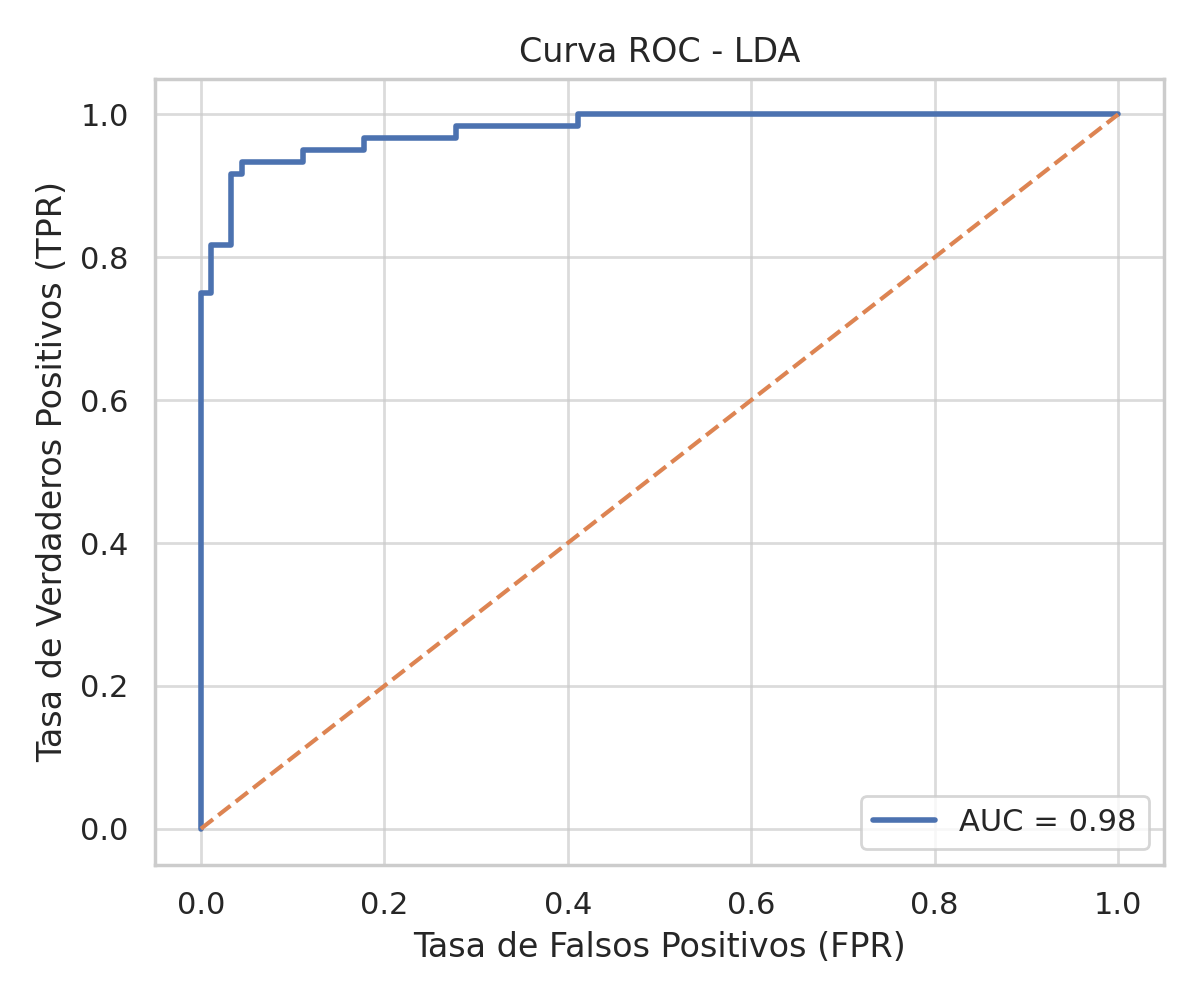 Curva ROC - LDA
Tasa de Verdaderos Positivos (TPR)
1.0
0.8
0.6
0.4
0.2
0.0
AUC = 0.98
0.0 0.2 0.4 0.6 0.8 1.0
Tasa de Falsos Positivos (FPR)